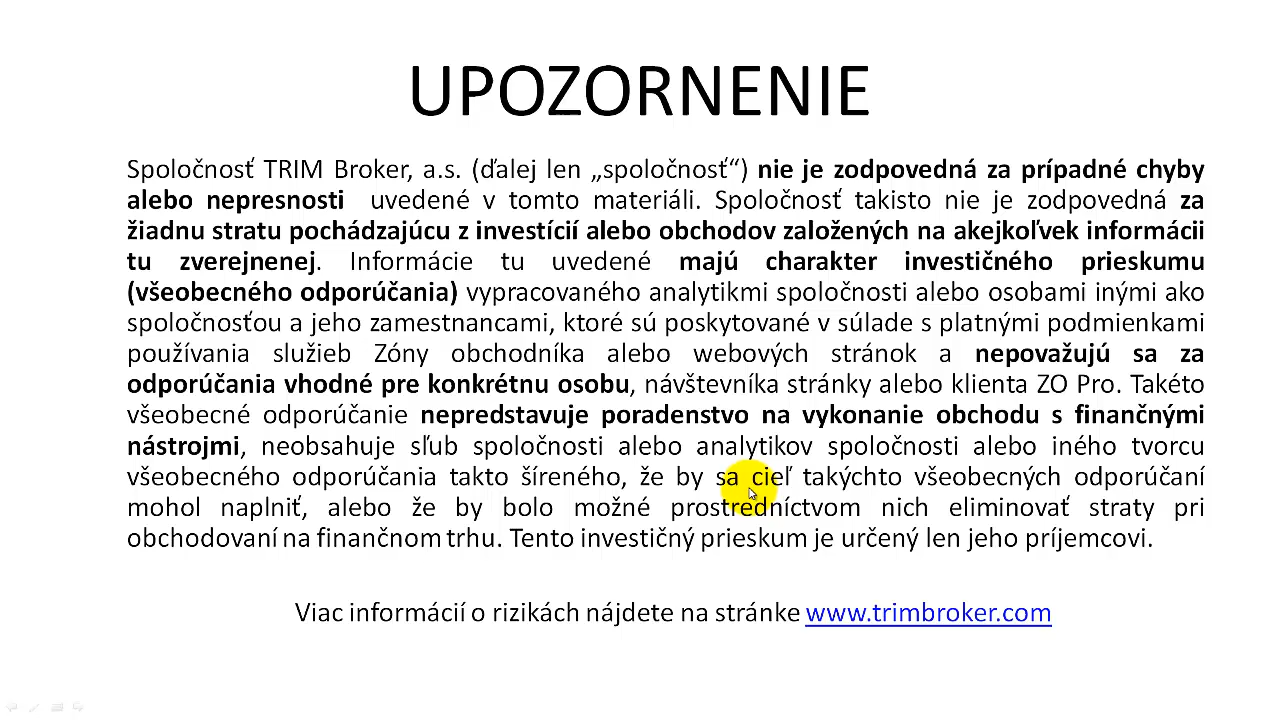 UPOZORNENIE
Spoločnosť TRIM Broker, a.s. (ďalej len „spoločnosť“) nie je zodpovedná za prípadné chyby
alebo nepresnosti uvedené v tomto materiáli. Spoločnosť takisto nie je zodpovedná za
žiadnu stratu pochádzajúcu z investícií alebo obchodov založených na akejkoľvek informácii
tu zverejnenej. Informácie tu uvedené majú charakter investičného prieskumu
(všeobecného odporúčania) vypracovaného analytikmi spoločnosti alebo osobami inými ako
spoločnosťou a jeho zamestnancami, ktoré sú poskytované v súlade s platnými podmienkami
používania služieb Zóny obchodníka alebo webových stránok a nepovažujú sa za
odporúčania vhodné pre konkrétnu osobu, návštevníka stránky alebo klienta ZO Pro. Takéto
všeobecné odporúčanie nepredstavuje poradenstvo na vykonanie obchodu s finančnými
nástrojmi, neobsahuje sľub spoločnosti alebo analytikov spoločnosti alebo iného tvorcu
všeobecného odporúčania takto šíreného, že by sa cieľ takýchto všeobecných odporúčaní
mohol naplniť, alebo že by bolo možné prostredníctvom nich eliminovať straty pri
obchodovaní na finančnom trhu. Tento investičný prieskum je určený len jeho príjemcovi.
Viac informácií o rizikách nájdete na stránke www.trimbroker.com